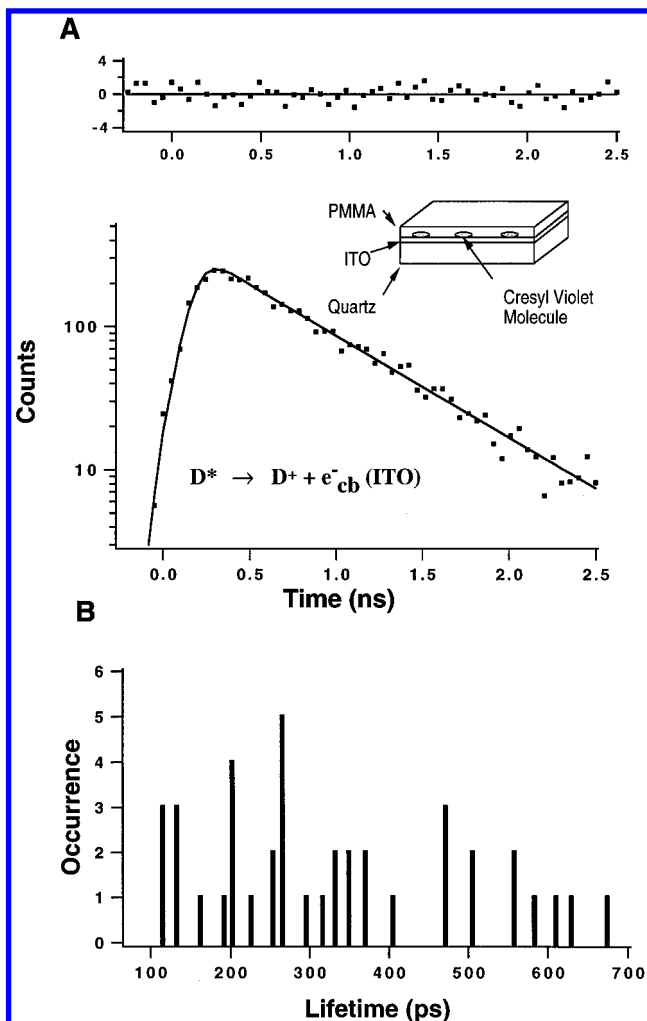 A
4
0
-4
0.0 0.5 1.0 1.5 2.0 2.5
PMMA
ITO
Quartz
Cresyl Violet
Molecule
Counts
100
10
D* → D+ + e-cb (ITO)
0.0 0.5 1.0 1.5 2.0 2.5
Time (ns)
B
Occurrence
6
5
4
3
2
1
0
100 200 300 400 500 600 700
Lifetime (ps)